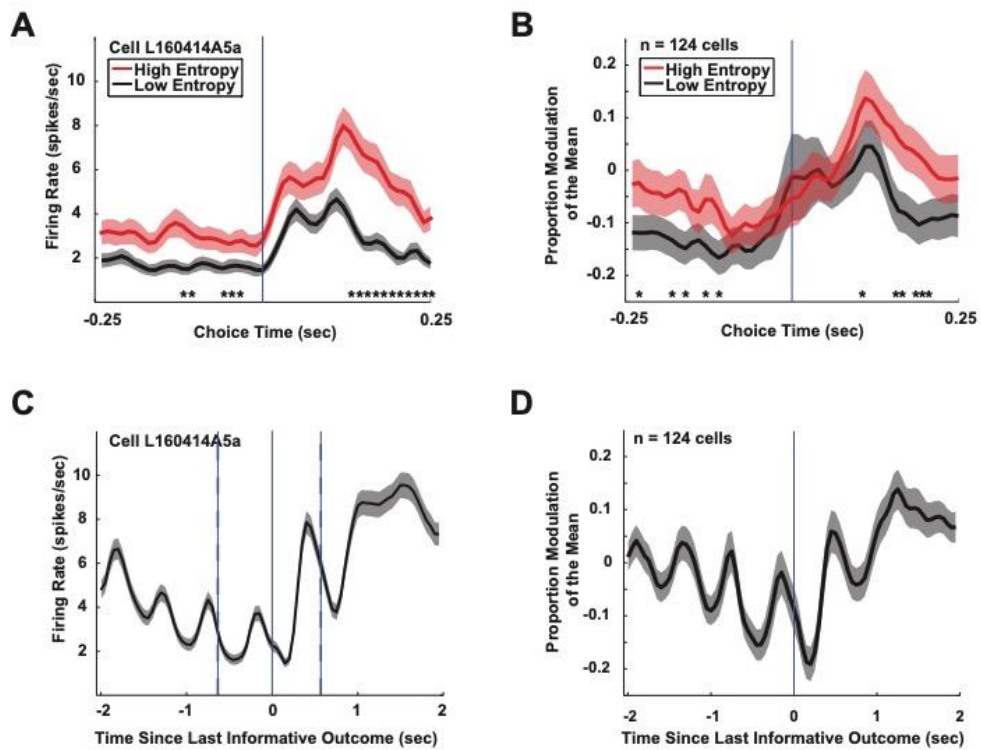 A
Cell L160414A5a
High Entropy
Low Entropy
Firing Rate (spikes/sec)
10
8
6
4
2
** *** *************
-0.25
0.25
Choice Time (sec)
B
n = 124 cells
High Entropy
Low Entropy
Proportion Modulation
of the Mean
0.2
0.1
0
-0.1
-0.2
* * * * * * ** ***
-0.25
0.25
Choice Time (sec)
C
Cell L160414A5a
Firing Rate (spikes/sec)
10
8
6
4
2
-2
-1
0
1
2
Time Since Last Informative Outcome (sec)
D
n = 124 cells
Proportion Modulation
of the Mean
0.2
0.1
0
-0.1
-0.2
-2
-1
0
1
2
Time Since Last Informative Outcome (sec)